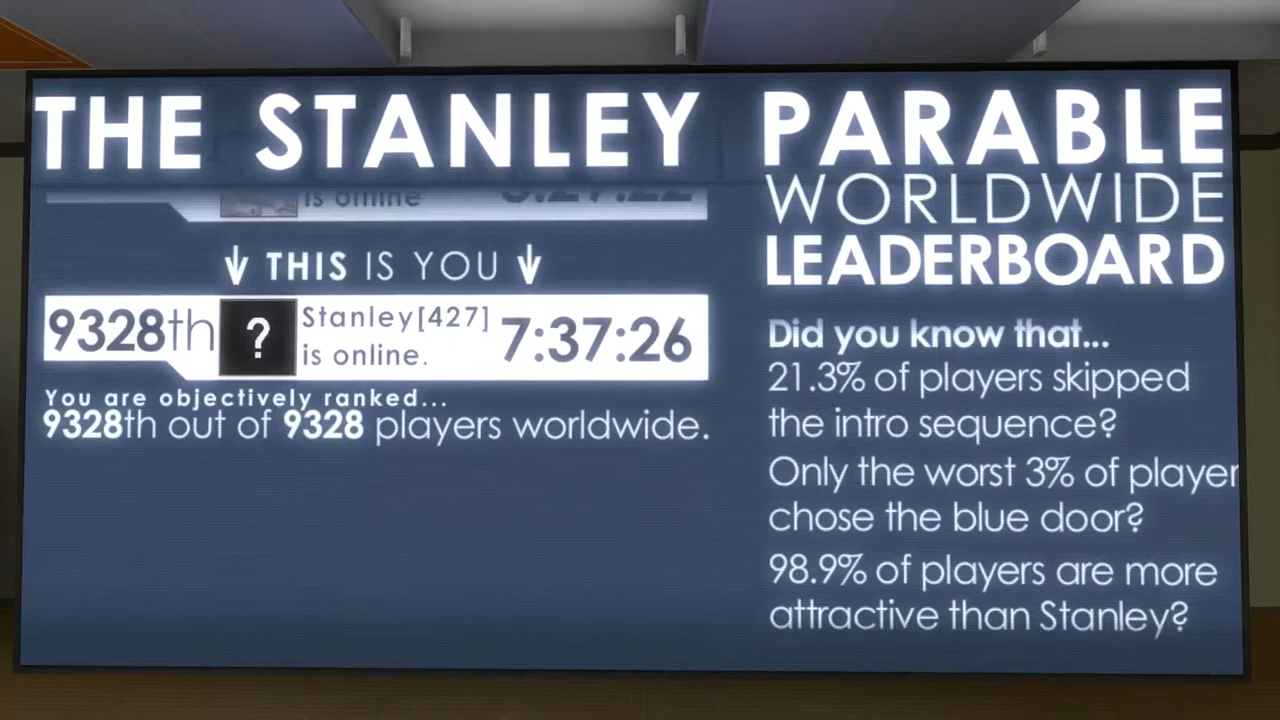 THE STANLEY PARABLE
WORLDWIDE
LEADERBOARD
is offline
THIS IS YOU
9328th ? Stanley[427] 7:37:26
is online.
You are objectively ranked...
9328th out of 9328 players worldwide.
Did you know that...
21.3% of players skipped
the intro sequence?
Only the worst 3% of player
chose the blue door?
98.9% of players are more
attractive than Stanley?